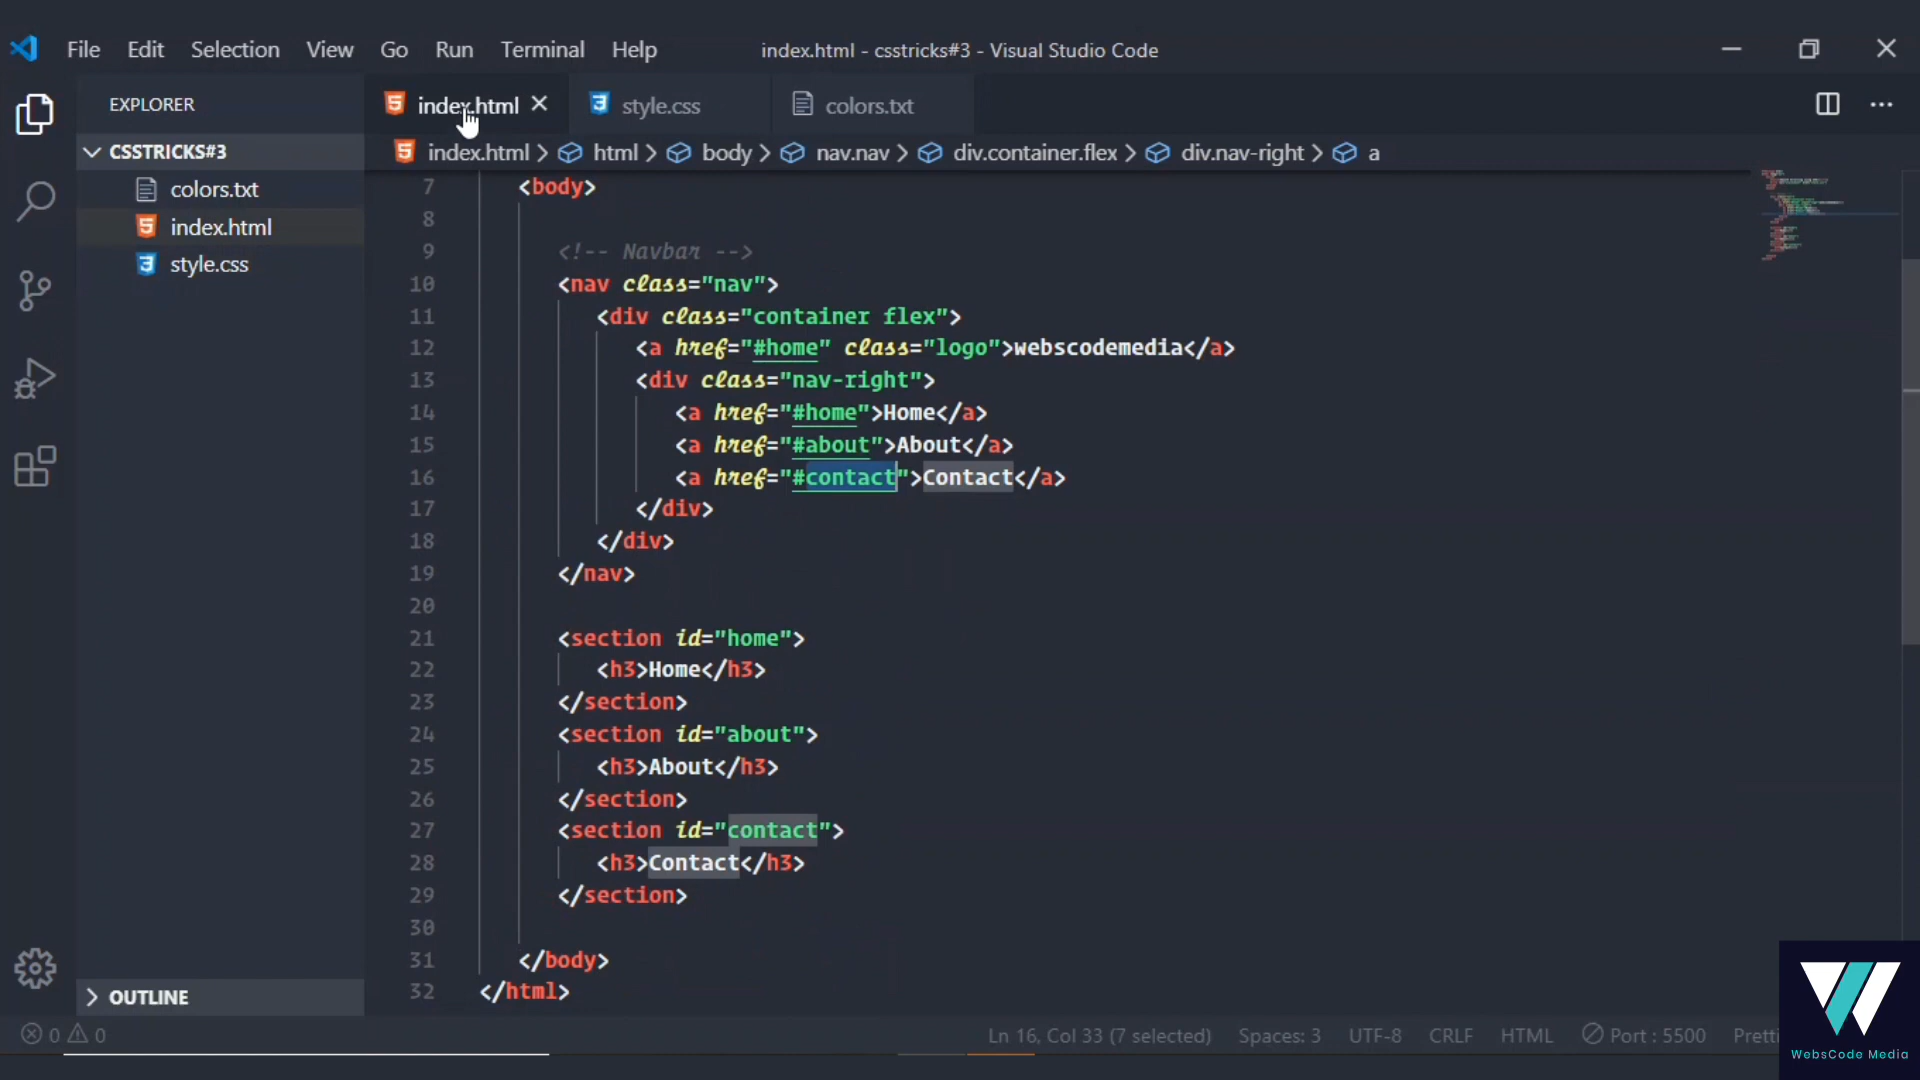 File Edit Selection View Go Run Terminal Help index.html - csstricks#3 - Visual Studio Code
EXPLORER
index.html style.css colors.txt
CSSTRICKS#3
index.html html body nav.nav div.container.flex div.nav-right a
colors.txt
index.html
style.css
7 <body>
8
9 <!-- Navbar -->
10 <nav class="nav">
11 <div class="container flex">
12 <a href="#home" class="logo">webscodemedia</a>
13 <div class="nav-right">
14 <a href="#home">Home</a>
15 <a href="#about">About</a>
16 <a href="#contact">Contact</a>
17 </div>
18 </div>
19 </nav>
20
21 <section id="home">
22 <h3>Home</h3>
23 </section>
24 <section id="about">
25 <h3>About</h3>
26 </section>
27 <section id="contact">
28 <h3>Contact</h3>
29 </section>
30
31 </body>
32 </html>
OUTLINE
0 0 Ln 16, Col 33 (7 selected) Spaces: 3 UTF-8 CRLF HTML Port : 5500 Pretti
WebsCode Media